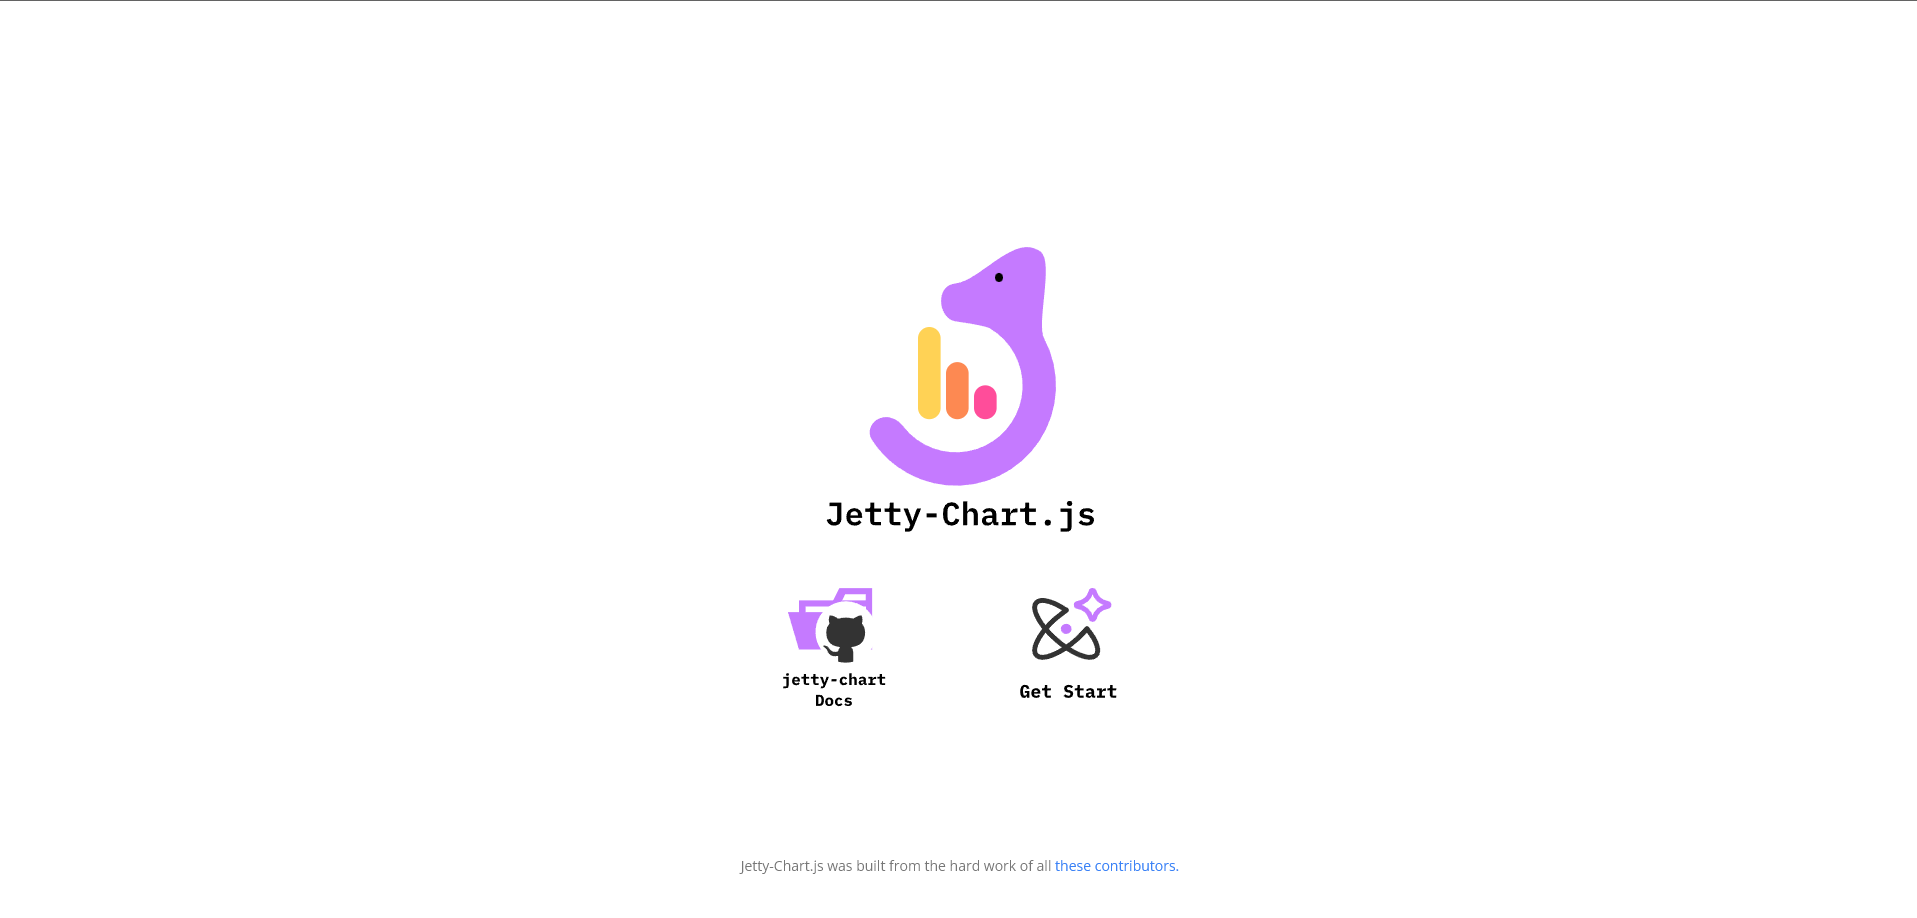 Jetty-Chart.js
jetty-chart
Docs
Get Start
Jetty-Chart.js was built from the hard work of all these contributors.